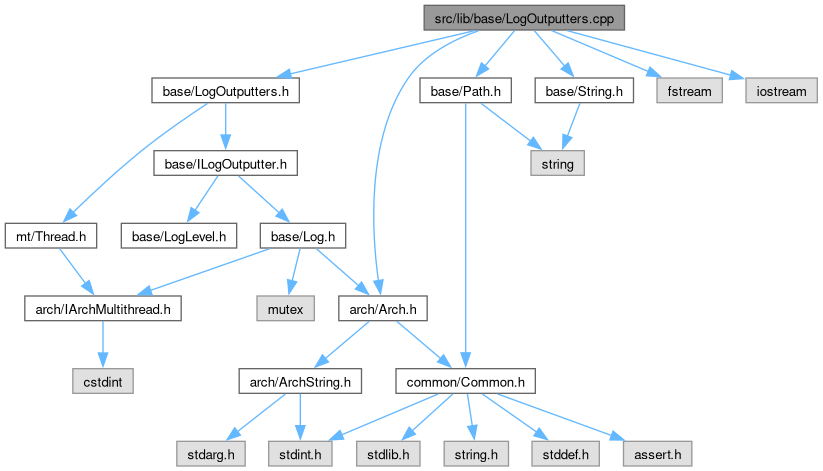 src/lib/base/LogOutputters.cpp
base/LogOutputters.h
base/Path.h
base/String.h
fstream
iostream
base/ILogOutputter.h
string
mt/Thread.h
base/LogLevel.h
base/Log.h
arch/IArchMultithread.h
mutex
arch/Arch.h
cstdint
arch/ArchString.h
common/Common.h
stdarg.h
stdint.h
stdlib.h
string.h
stddef.h
assert.h